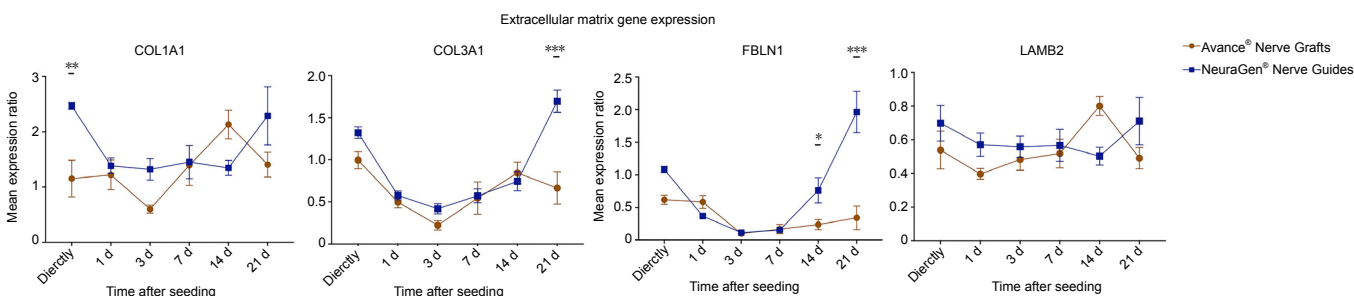 Extracellular matrix gene expression
COL1A1
**
Mean expression ratio
3
2
1
0
Dierctly
1 d
3 d
7 d
14 d
21 d
Time after seeding
COL3A1
***
2.0
1.5
1.0
0.5
0.0
Dierctly
1 d
3 d
7 d
14 d
21 d
Time after seeding
FBLN1
***
*
Mean expression ratio
2.5
2.0
1.5
1.0
0.5
0
Dierctly
1 d
3 d
7 d
14 d
21 d
Time after seeding
LAMB2
1.0
0.8
0.6
0.4
0.2
0.0
Dierctly
1 d
3 d
7 d
14 d
21 d
Time after seeding
Avance® Nerve Grafts
NeuraGen® Nerve Guides